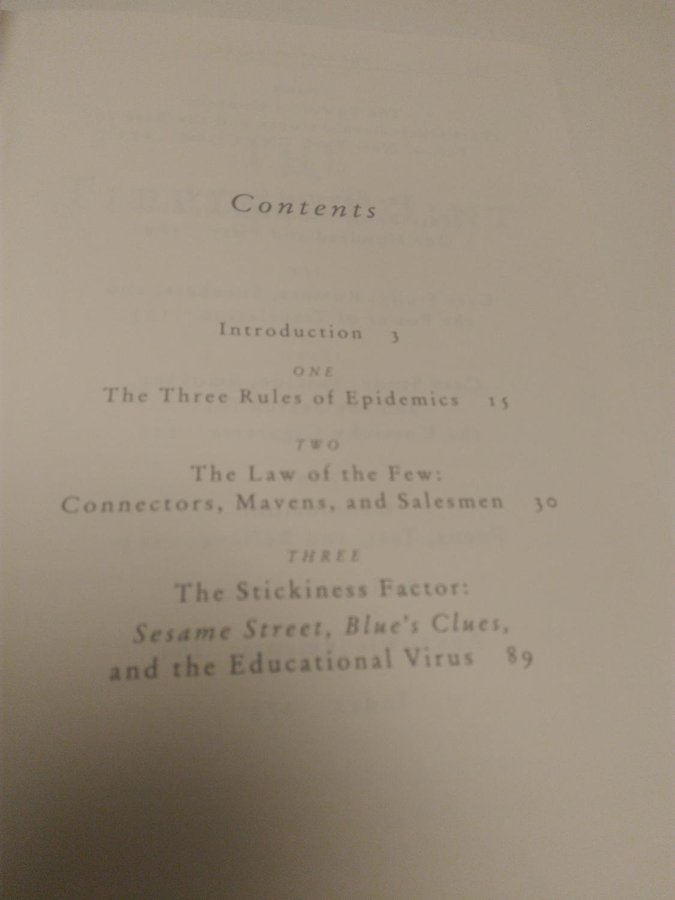 Contents
Introduction 3
ONE
The Three Rules of Epidemics 15
TWO
The Law of the Few:
Connectors, Mavens, and Salesmen 30
THREE
The Stickiness Factor:
Sesame Street, Blue's Clues,
and the Educational Virus 89